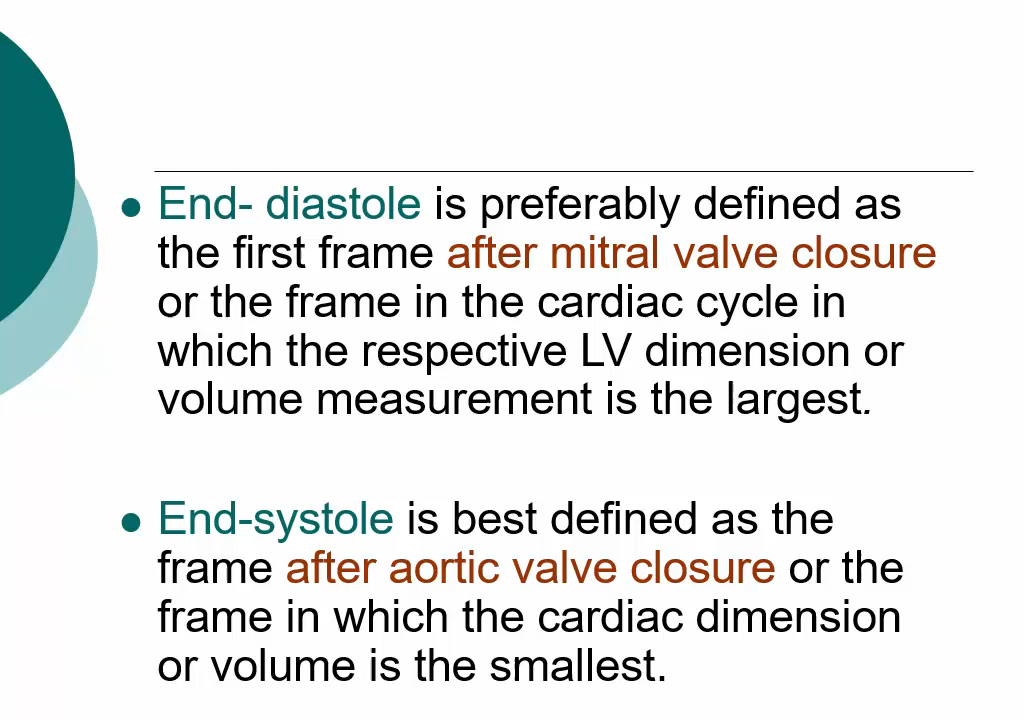 End- diastole is preferably defined as
the first frame after mitral valve closure
or the frame in the cardiac cycle in
which the respective LV dimension or
volume measurement is the largest.
End-systole is best defined as the
frame after aortic valve closure or the
frame in which the cardiac dimension
or volume is the smallest.